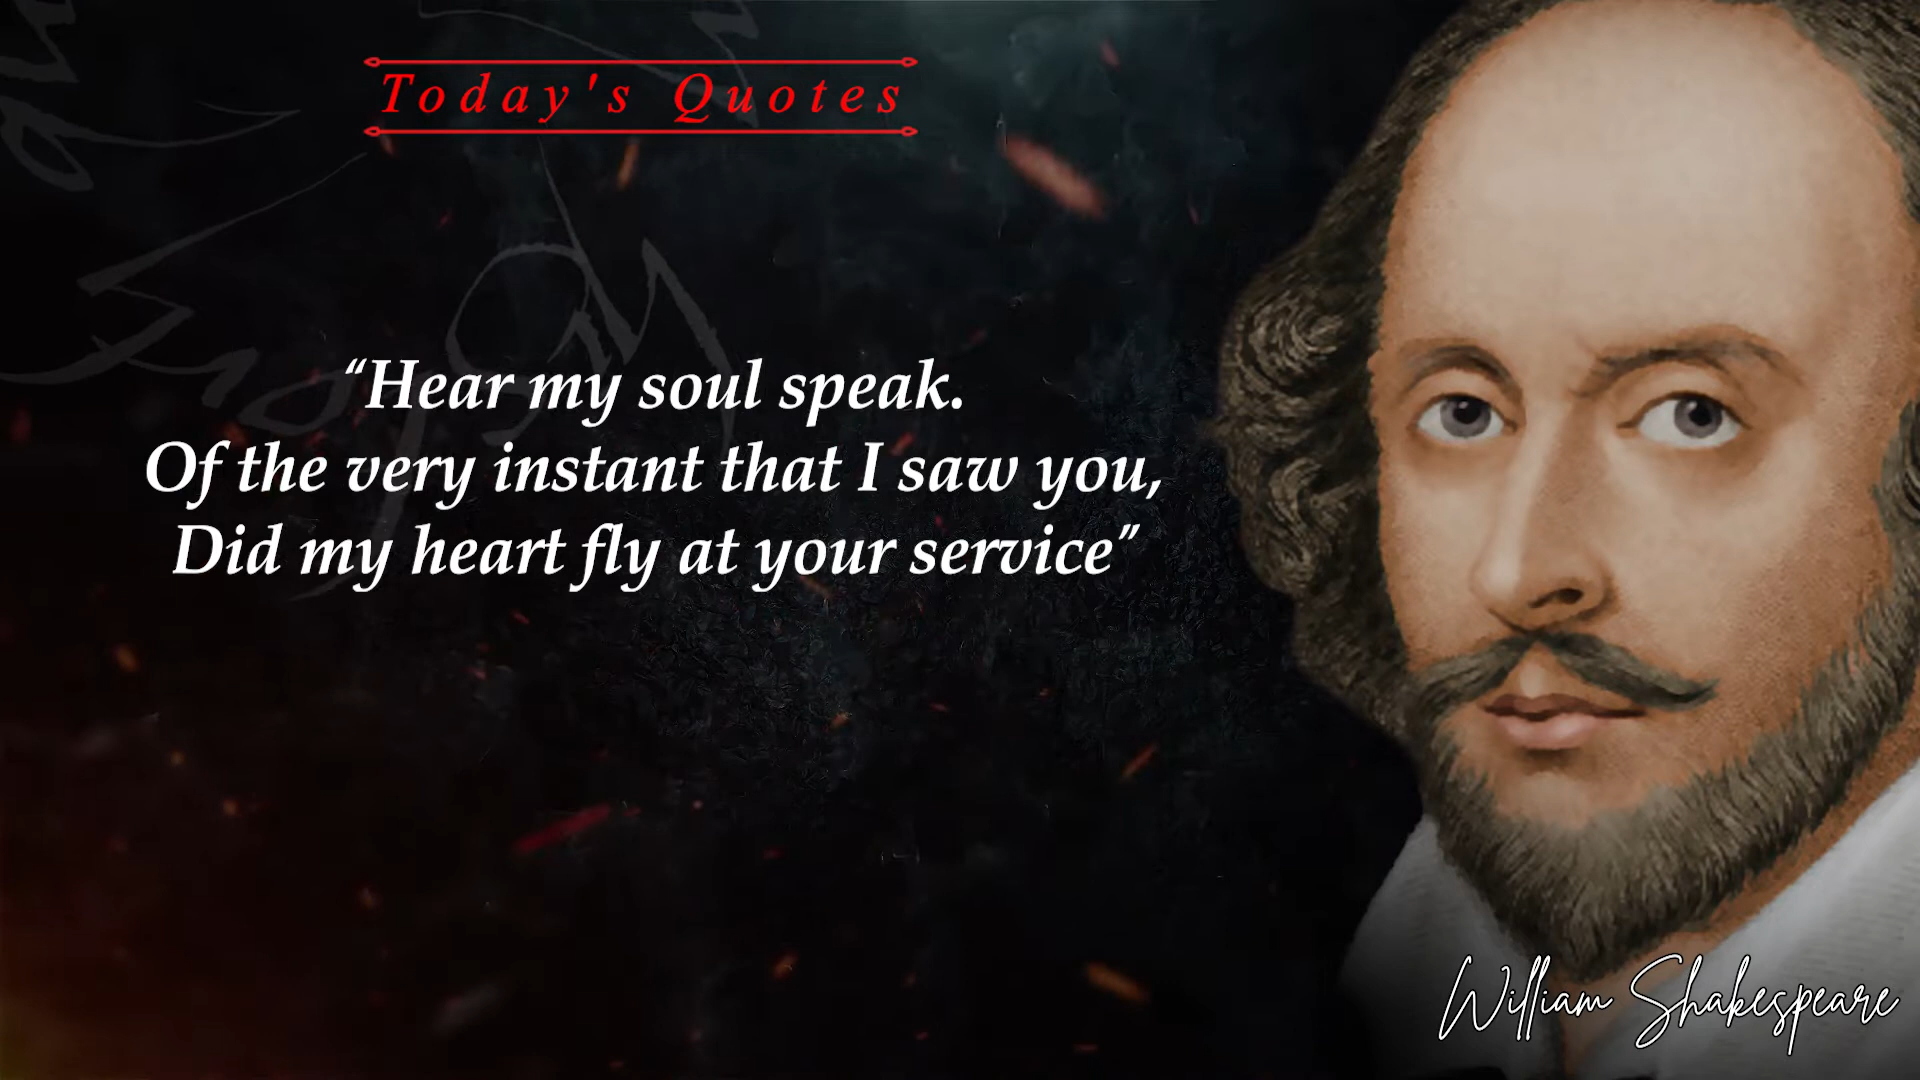 Today's Quotes
“Hear my soul speak.
Of the very instant that I saw you,
Did my heart fly at your service”
William Shakespeare